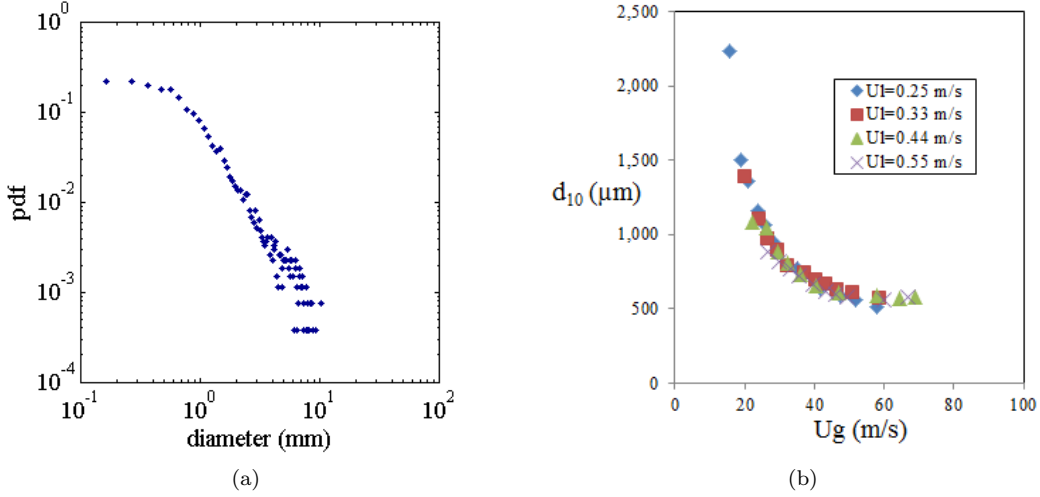 10^0
10^-1
10^-2
10^-3
10^-4
pdf
10^-1 10^0 10^1 10^2
diameter (mm)
(a)
2,500
2,000
1,500
1,000
500
0
d10 (μm)
Ul=0.25 m/s
Ul=0.33 m/s
Ul=0.44 m/s
Ul=0.55 m/s
0 20 40 60 80 100
Ug (m/s)
(b)